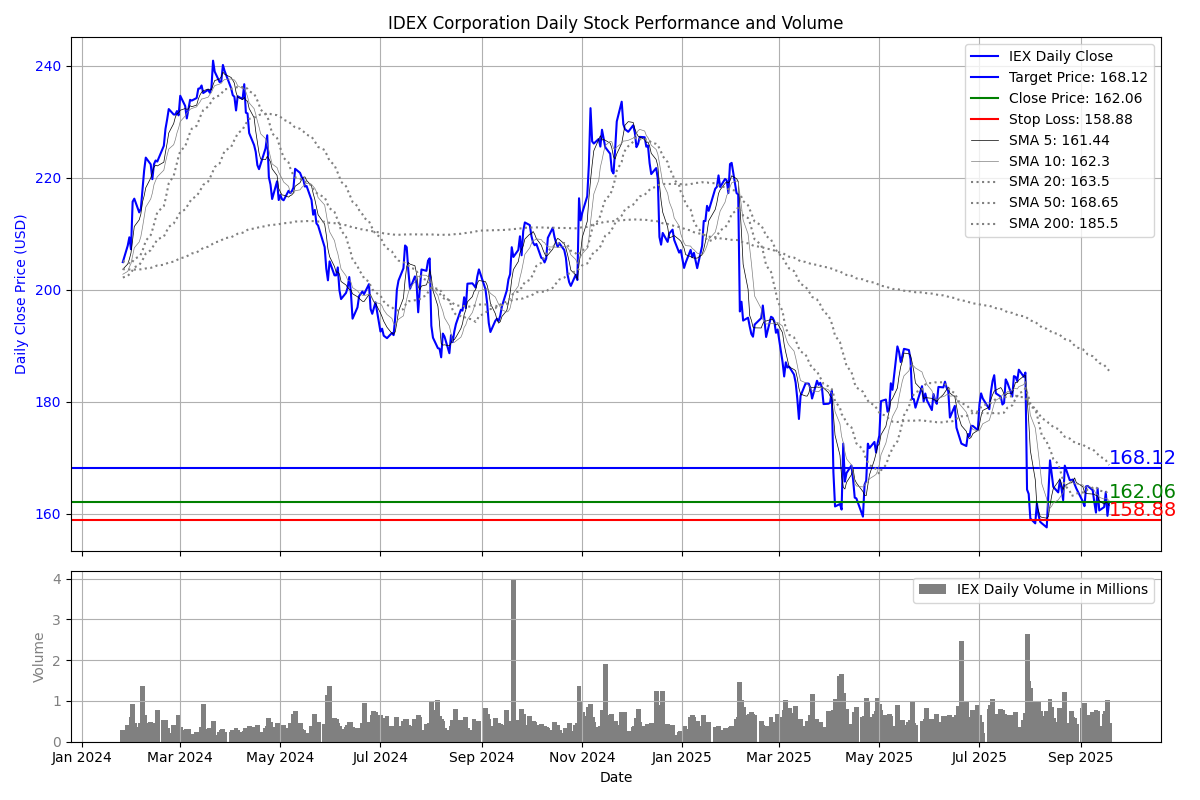 IDEX Corporation Daily Stock Performance and Volume
Daily Close Price (USD)
240
220
200
180
160
IEX Daily Close
Target Price: 168.12
Close Price: 162.06
Stop Loss: 158.88
SMA 5: 161.44
SMA 10: 162.3
SMA 20: 163.5
SMA 50: 168.65
SMA 200: 185.5
168.12
162.06
158.88
Volume
4
3
2
1
0
IEX Daily Volume in Millions
Jan 2024 Mar 2024 May 2024 Jul 2024 Sep 2024 Nov 2024 Jan 2025 Mar 2025 May 2025 Jul 2025 Sep 2025
Date